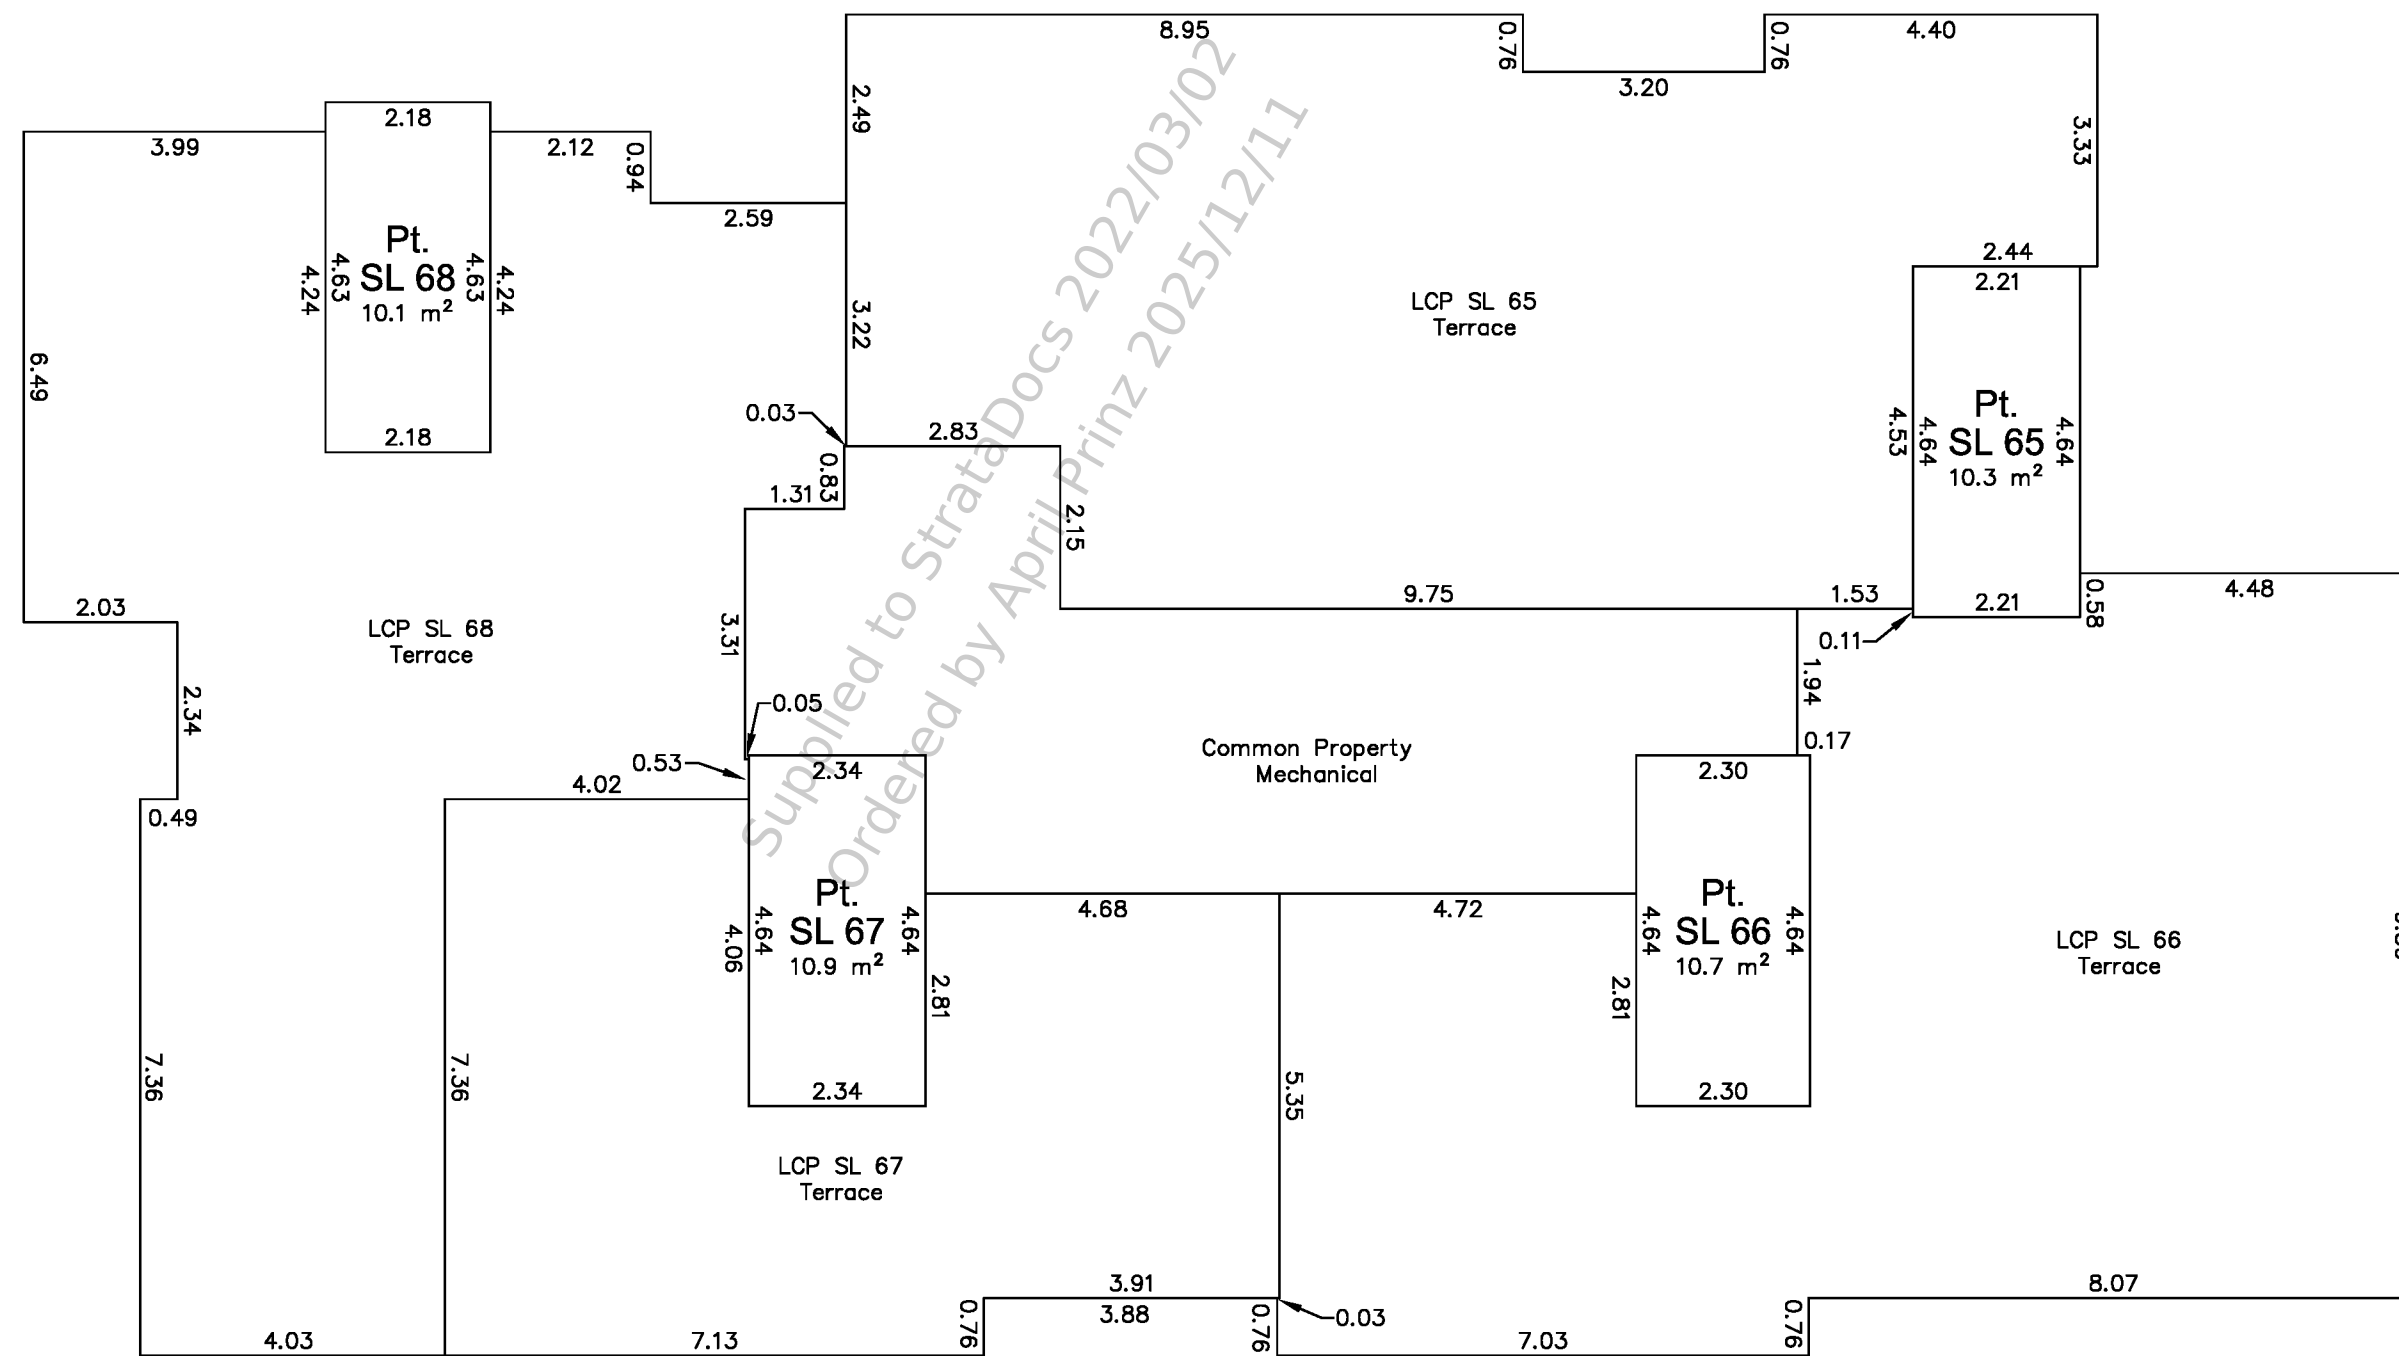 8.95
0.76
3.20
0.76
4.40
2.49
3.33
3.99
2.18
2.12
0.94
2.59
Pt.
SL 68
10.1 m²
4.24
4.63
4.63
4.24
2.18
6.49
3.22
0.03
2.83
0.83
1.31
2.15
LCP SL 65
Terrace
2.44
2.21
Pt.
SL 65
10.3 m²
4.53
4.64
4.64
2.21
0.58
4.48
9.75
1.53
0.11
1.94
0.17
2.03
LCP SL 68
Terrace
2.34
3.31
0.05
0.53
4.02
0.49
7.36
7.36
2.34
Pt.
SL 67
10.9 m²
4.06
4.64
4.64
2.81
2.34
Common Property
Mechanical
4.68
4.72
2.30
Pt.
SL 66
10.7 m²
4.64
4.64
2.81
2.30
LCP SL 66
Terrace
5.35
LCP SL 67
Terrace
3.91
3.88
0.76
0.76
0.03
0.76
8.07
4.03
7.13
7.03
Supplied to StrataDocs 2022/03/02
Ordered by April Prinz 2025/12/11